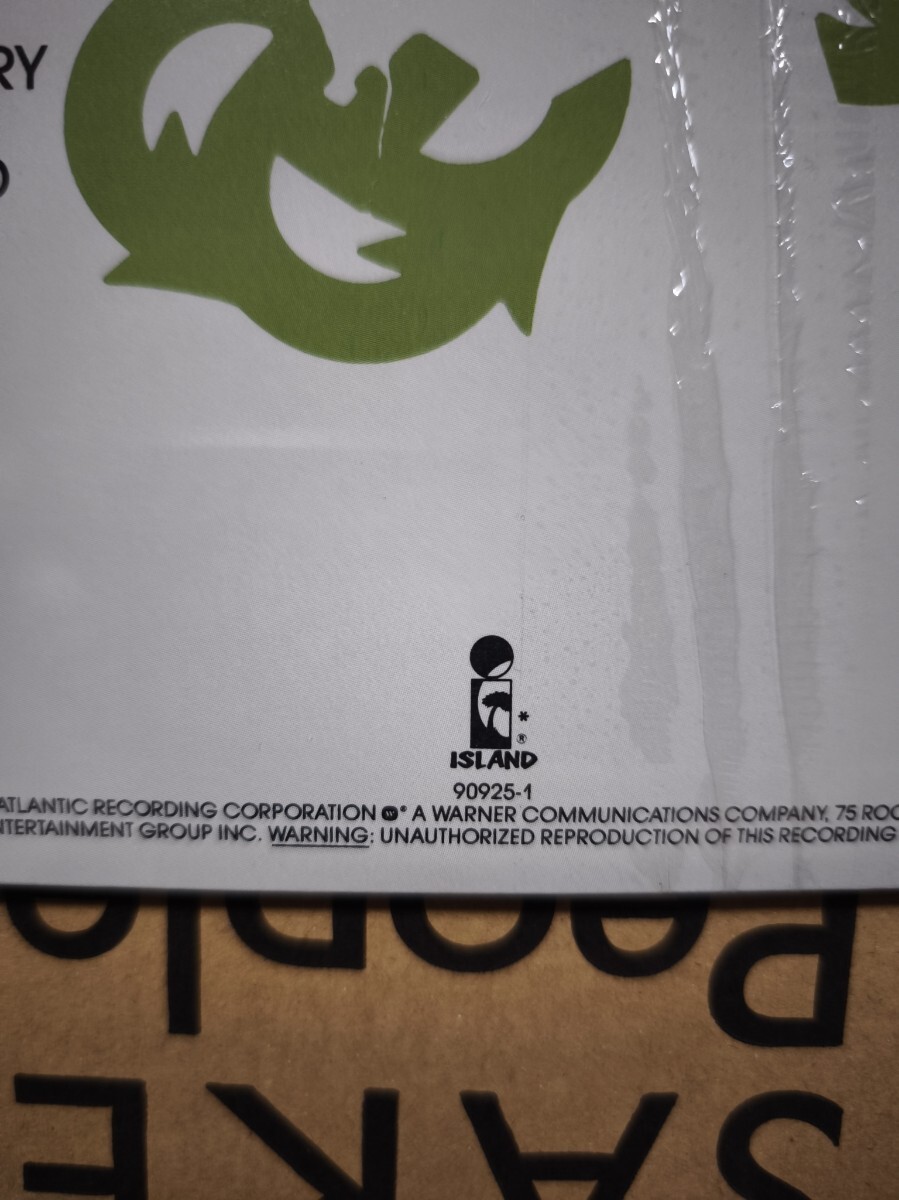 RY
ISLAND
*
®
90925-1
ATLANTIC RECORDING CORPORATION ® A WARNER COMMUNICATIONS COMPANY, 75 ROC
NTERTAINMENT GROUP INC. WARNING: UNAUTHORIZED REPRODUCTION OF THIS RECORDING
People
SAKE